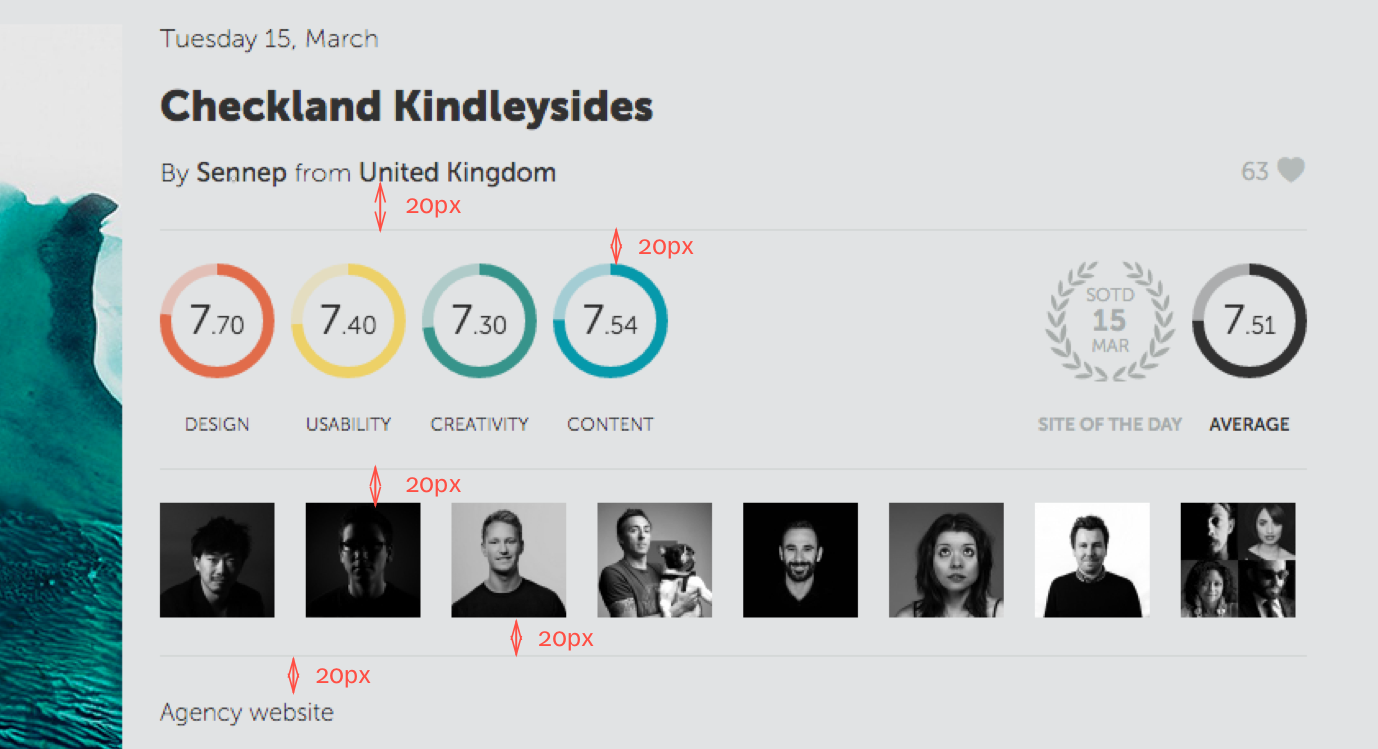 Tuesday 15, March
Checkland Kindleysides
By Sennep from United Kingdom
63
20px
20px
7.70
7.40
7.30
7.54
SOTD
15
MAR
7.51
DESIGN
USABILITY
CREATIVITY
CONTENT
SITE OF THE DAY
AVERAGE
20px
20px
20px
Agency website